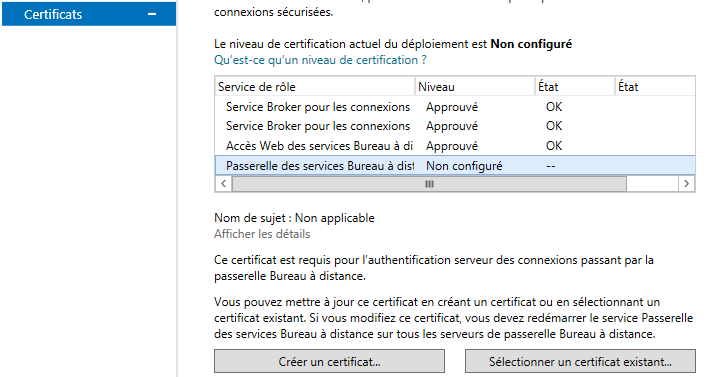 Certificats
connexions sécurisées.
Le niveau de certification actuel du déploiement est Non configuré
Qu'est-ce qu'un niveau de certification ?
Service de rôle Niveau État État
Service Broker pour les connexions Approuvé OK
Service Broker pour les connexions Approuvé OK
Accès Web des services Bureau à di Approuvé OK
Passerelle des services Bureau à dist Non configuré --
Nom de sujet : Non applicable
Afficher les détails
Ce certificat est requis pour l'authentification serveur des connexions passant par la
passerelle Bureau à distance.
Vous pouvez mettre à jour ce certificat en créant un certificat ou en sélectionnant un
certificat existant. Si vous modifiez ce certificat, vous devez redémarrer le service Passerelle
des services Bureau à distance sur tous les serveurs de passerelle Bureau à distance.
Créer un certificat... Sélectionner un certificat existant...